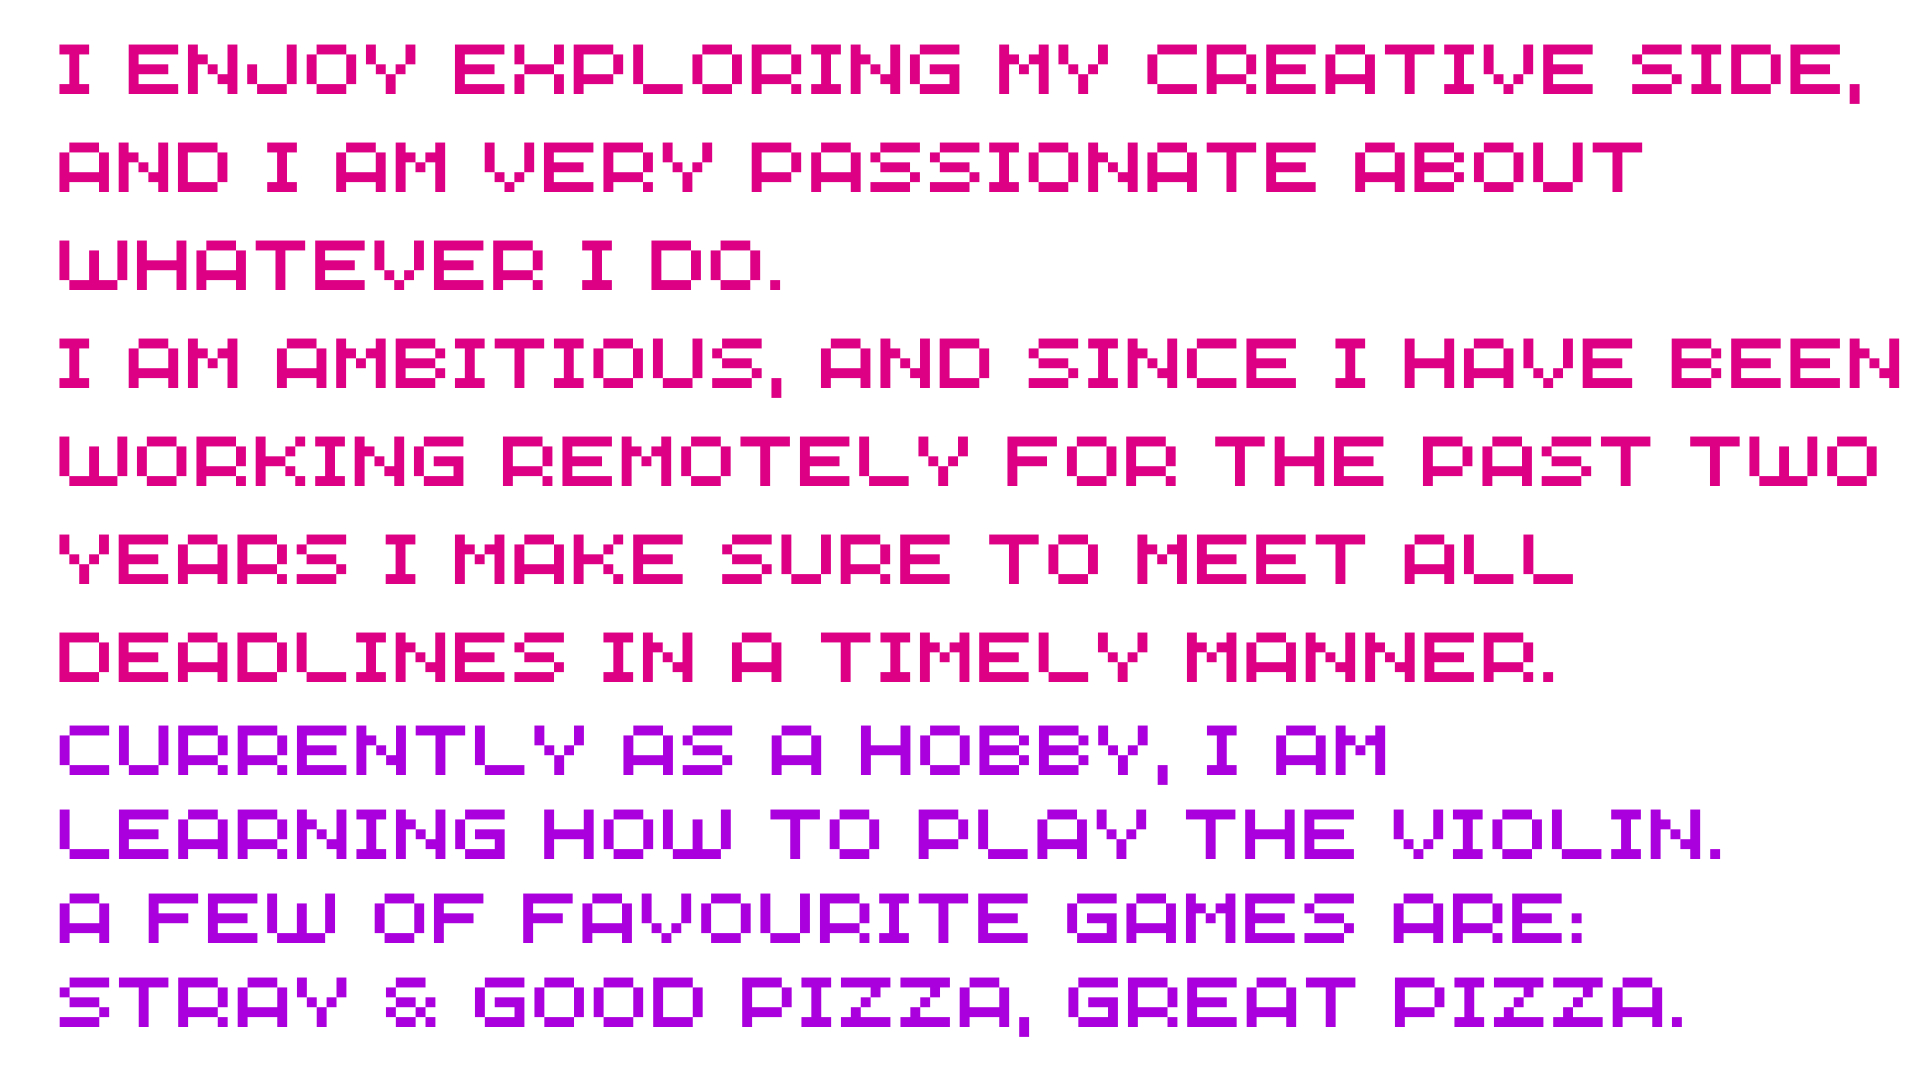 I ENJOY EXPLORING MY CREATIVE SIDE,
AND I AM VERY PASSIONATE ABOUT
WHATEVER I DO.
I AM AMBITIOUS, AND SINCE I HAVE BEEN
WORKING REMOTELY FOR THE PAST TWO
YEARS I MAKE SURE TO MEET ALL
DEADLINES IN A TIMELY MANNER.
CURRENTLY AS A HOBBY, I AM
LEARNING HOW TO PLAY THE VIOLIN.
A FEW OF FAVOURITE GAMES ARE:
STRAY & GOOD PIZZA, GREAT PIZZA.